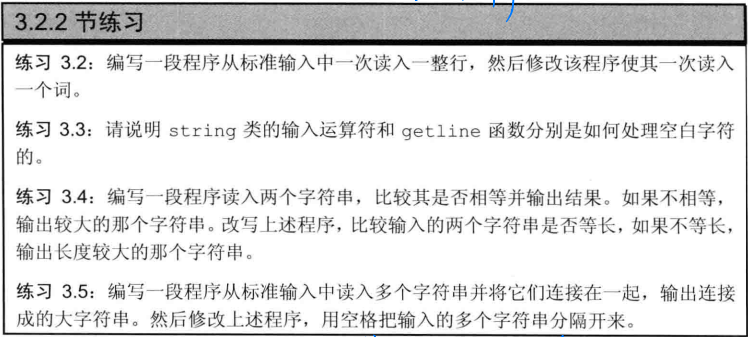 3.2.2 节练习
练习 3.2：编写一段程序从标准输入中一次读入一整行，然后修改该程序使其一次读入
一个词。
练习 3.3：请说明 string 类的输入运算符和 getline 函数分别是如何处理空白字符
的。
练习 3.4：编写一段程序读入两个字符串，比较其是否相等并输出结果。如果不相等，
输出较大的那个字符串。改写上述程序，比较输入的两个字符串是否等长，如果不等长，
输出长度较大的那个字符串。
练习 3.5：编写一段程序从标准输入中读入多个字符串并将它们连接在一起，输出连接
成的大字符串。然后修改上述程序，用空格把输入的多个字符串分隔开来。